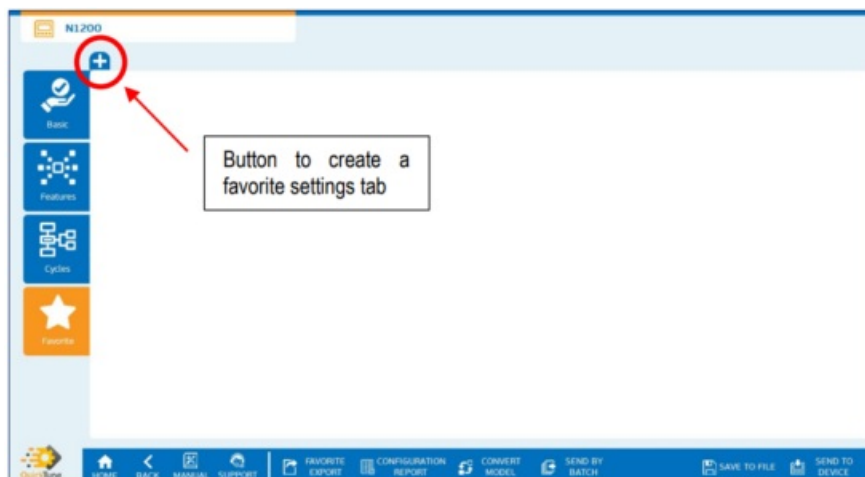 N1200
Basic
Button to create a
favorite settings tab
Features
Cycles
Favorite
QuickTune
HOME
BACK
MANUAL
SUPPORT
FAVORITE
EXPORT
CONFIGURATION
REPORT
CONVERT
MODEL
SEND BY
BATCH
SAVE TO FILE
SEND TO
DEVICE